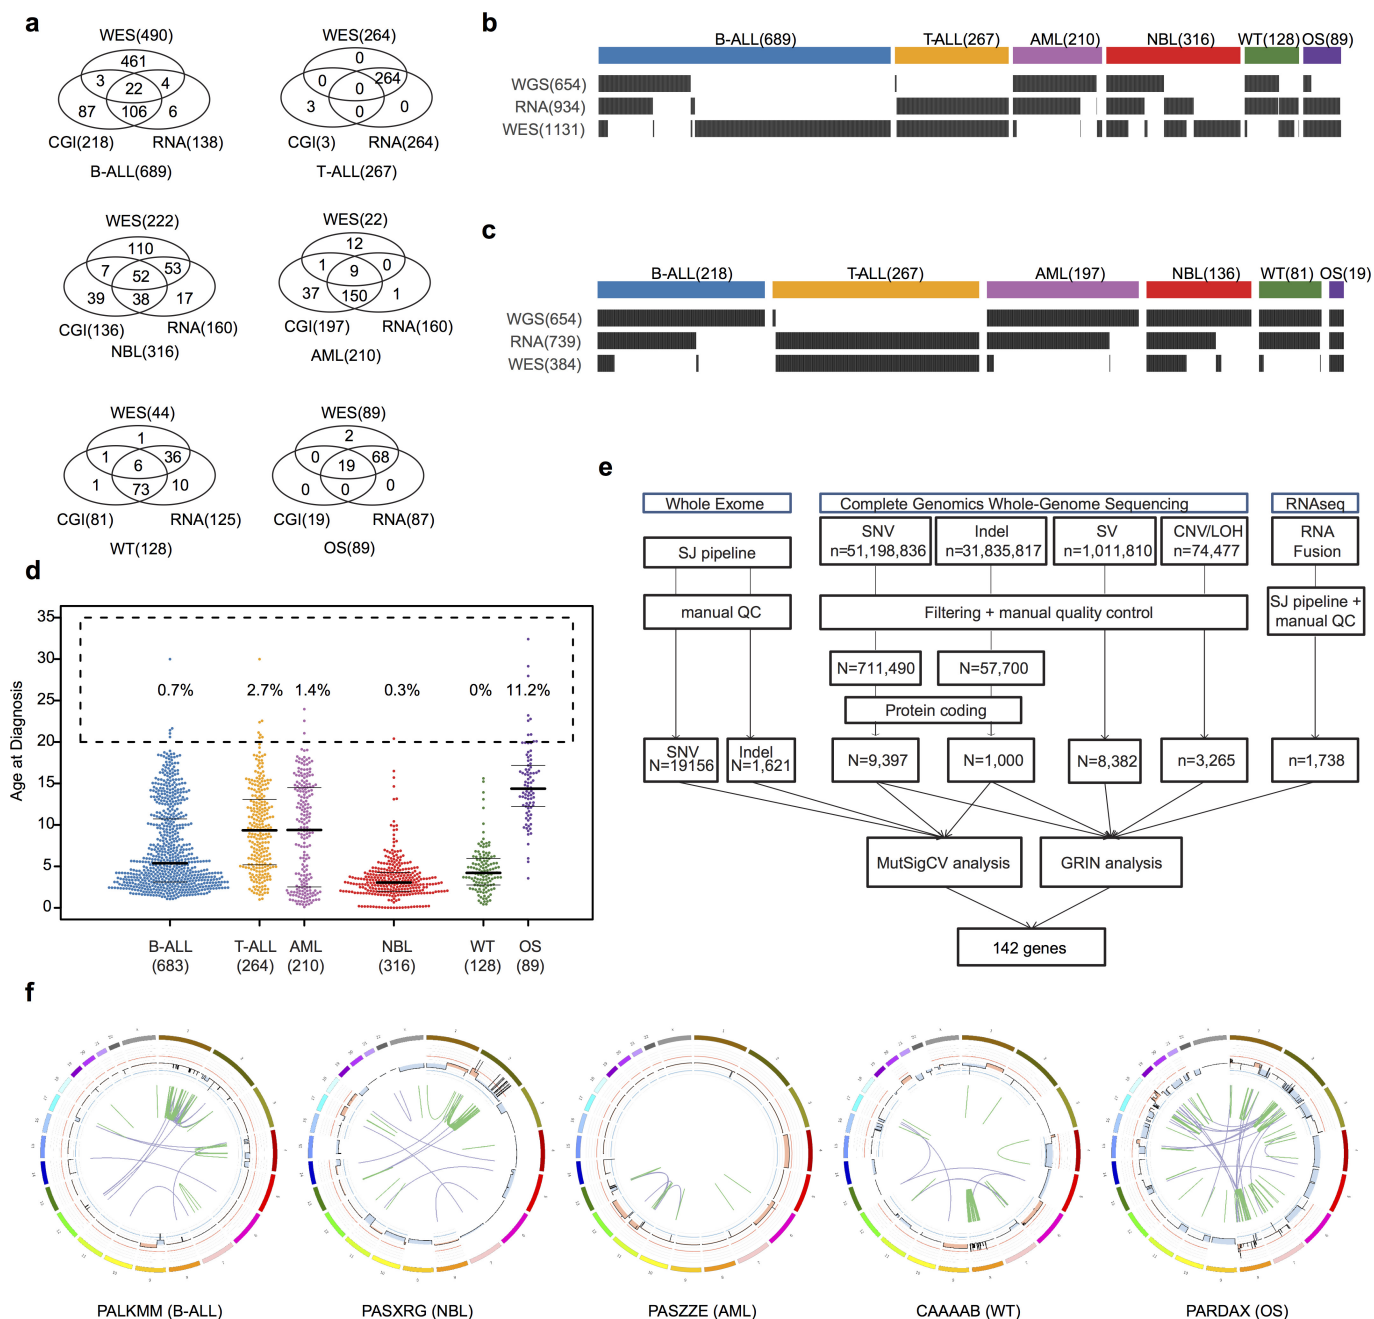 a
WES(490)
461
3
22
4
87
106
6
CGI(218)
RNA(138)
B-ALL(689)
WES(264)
0
0
264
0
3
0
0
CGI(3)
RNA(264)
T-ALL(267)
WES(222)
110
7
52
53
39
38
17
CGI(136)
RNA(160)
NBL(316)
WES(22)
12
1
9
0
37
150
1
CGI(197)
RNA(160)
AML(210)
WES(44)
1
1
6
36
1
73
10
CGI(81)
RNA(125)
WT(128)
WES(89)
2
0
19
68
0
0
0
CGI(19)
RNA(87)
OS(89)
b
B-ALL(689)
T-ALL(267)
AML(210)
NBL(316)
WT(128)
OS(89)
WGS(654)
RNA(934)
WES(1131)
c
B-ALL(218)
T-ALL(267)
AML(197)
NBL(136)
WT(81)
OS(19)
WGS(654)
RNA(739)
WES(384)
d
Age at Diagnosis
35
30
25
20
15
10
5
0
0.7%
2.7%
1.4%
0.3%
0%
11.2%
B-ALL
(683)
T-ALL
(264)
AML
(210)
NBL
(316)
WT
(128)
OS
(89)
e
Whole Exome
Complete Genomics Whole-Genome Sequencing
RNAseq
SJ pipeline
SNV
n=51,198,836
Indel
n=31,835,817
SV
n=1,011,810
CNV/LOH
n=74,477
RNA
Fusion
manual QC
Filtering + manual quality control
SJ pipeline +
manual QC
N=711,490
N=57,700
Protein coding
SNV
N=19156
Indel
N=1,621
N=9,397
N=1,000
N=8,382
n=3,265
n=1,738
MutSigCV analysis
GRIN analysis
142 genes
f
PALKMM (B-ALL)
PASXRG (NBL)
PASZZE (AML)
CAAAAB (WT)
PARDAX (OS)